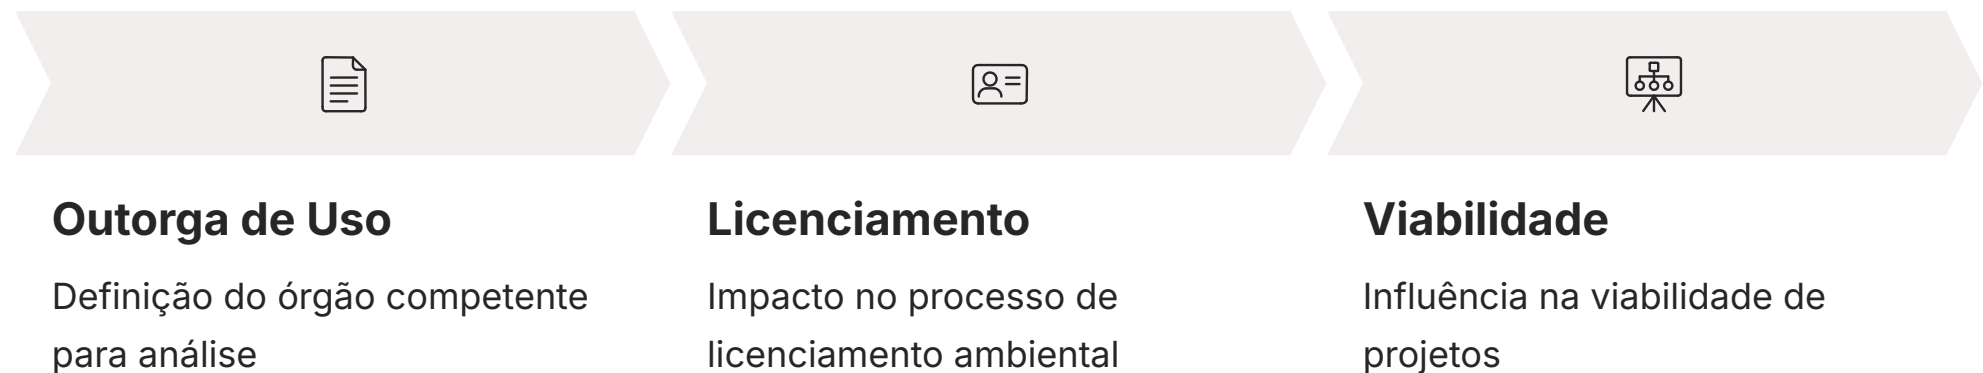 Outorga de Uso
Definição do órgão competente
para análise
Licenciamento
Impacto no processo de
licenciamento ambiental
Viabilidade
Influência na viabilidade de
projetos